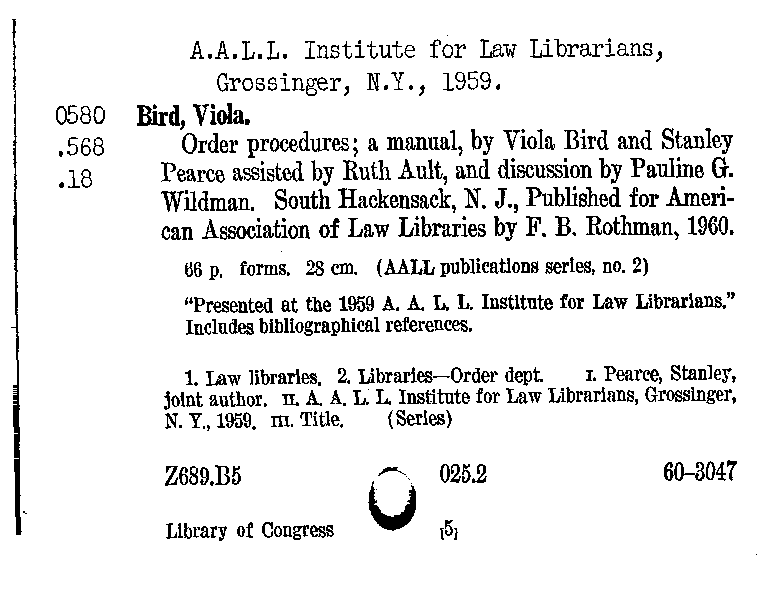 A.A.L.L. Institute for Law Librarians,
Grossinger, N.Y., 1959.
0580 Bird, Viola.
.568 Order procedures; a manual, by Viola Bird and Stanley
.18 Pearce assisted by Ruth Ault, and discussion by Pauline G.
Wildman. South Hackensack, N. J., Published for Ameri-
can Association of Law Libraries by F. B. Rothman, 1960.
66 p. forms. 28 cm. (AALL publications series, no. 2)
“Presented at the 1959 A. A. L. L. Institute for Law Librarians.”
Includes bibliographical references.
1. Law libraries. 2. Libraries—Order dept. I. Pearce, Stanley,
joint author. II. A. A. L. L. Institute for Law Librarians, Grossinger,
N. Y., 1959. III. Title. (Series)
Z689.B5 025.2 60–3047
Library of Congress [5]